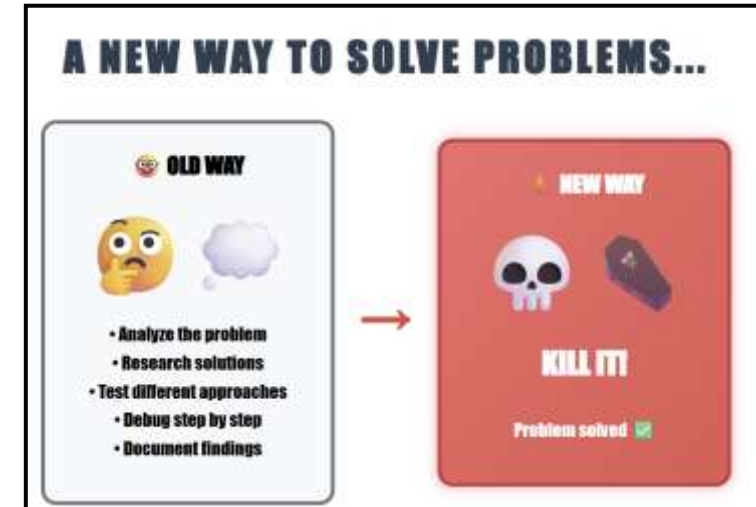 A NEW WAY TO SOLVE PROBLEMS...
OLD WAY
• Analyze the problem
• Research solutions
• Test different approaches
• Debug step by step
• Document findings
NEW WAY
KILL IT!
Problem solved